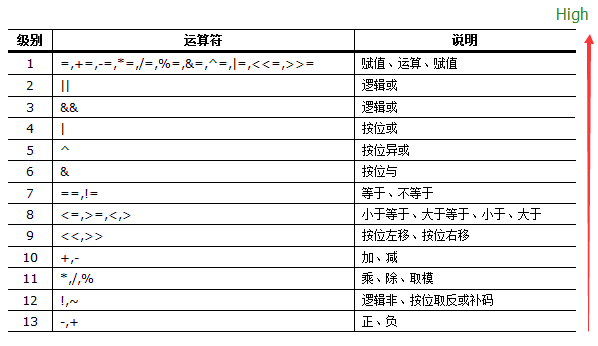 High
级别 运算符 说明
1 =,+=,-=,*=,/=,%=,&=,^=,|=,<<=,>>= 赋值、运算、赋值
2 || 逻辑或
3 && 逻辑或
4 | 按位或
5 ^ 按位异或
6 & 按位与
7 ==,!= 等于、不等于
8 <=,>=,<,> 小于等于、大于等于、小于、大于
9 <<,>> 按位左移、按位右移
10 +,- 加、减
11 *,/,% 乘、除、取模
12 !,~ 逻辑非、按位取反或补码
13 -,+ 正、负